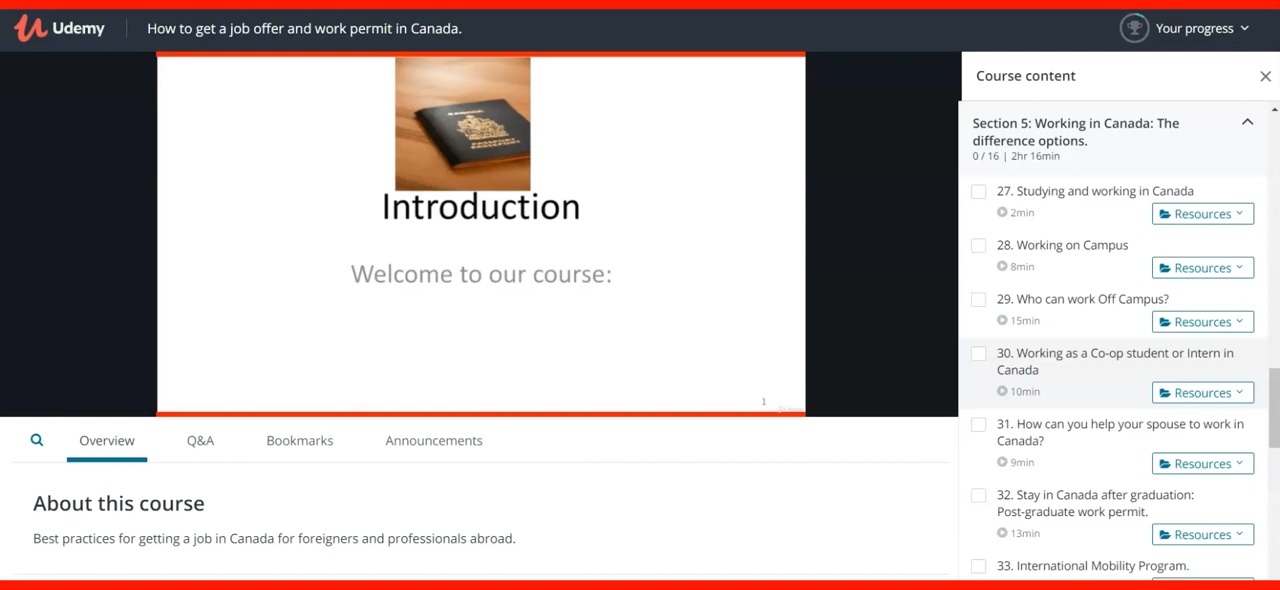 Udemy
How to get a job offer and work permit in Canada.
Your progress
CANADA
PASSPORT
PASSEPORT
Introduction
Welcome to our course:
1
Overview
Q&A
Bookmarks
Announcements
About this course
Best practices for getting a job in Canada for foreigners and professionals abroad.
Course content
Section 5: Working in Canada: The
difference options.
0 / 16 | 2hr 16min
27. Studying and working in Canada
2min
Resources
28. Working on Campus
8min
Resources
29. Who can work Off Campus?
15min
Resources
30. Working as a Co-op student or Intern in
Canada
10min
Resources
31. How can you help your spouse to work in
Canada?
9min
Resources
32. Stay in Canada after graduation:
Post-graduate work permit.
13min
Resources
33. International Mobility Program.